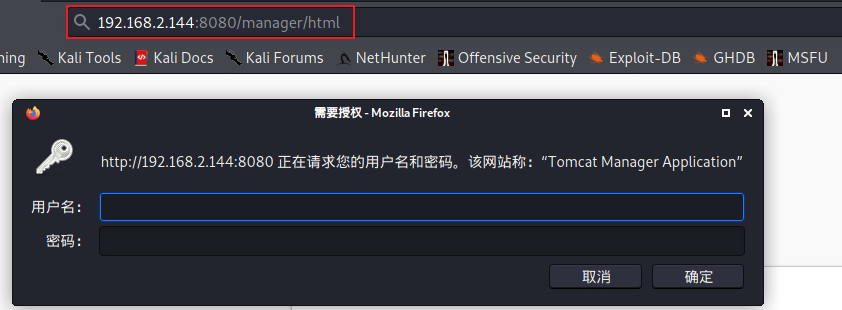 192.168.2.144:8080/manager/html
ning Kali Tools Kali Docs Kali Forums NetHunter Offensive Security Exploit-DB GHDB MSFU
需要授权 - Mozilla Firefox
http://192.168.2.144:8080 正在请求您的用户名和密码。该网站称：“Tomcat Manager Application”
用户名：
密码：
取消 确定